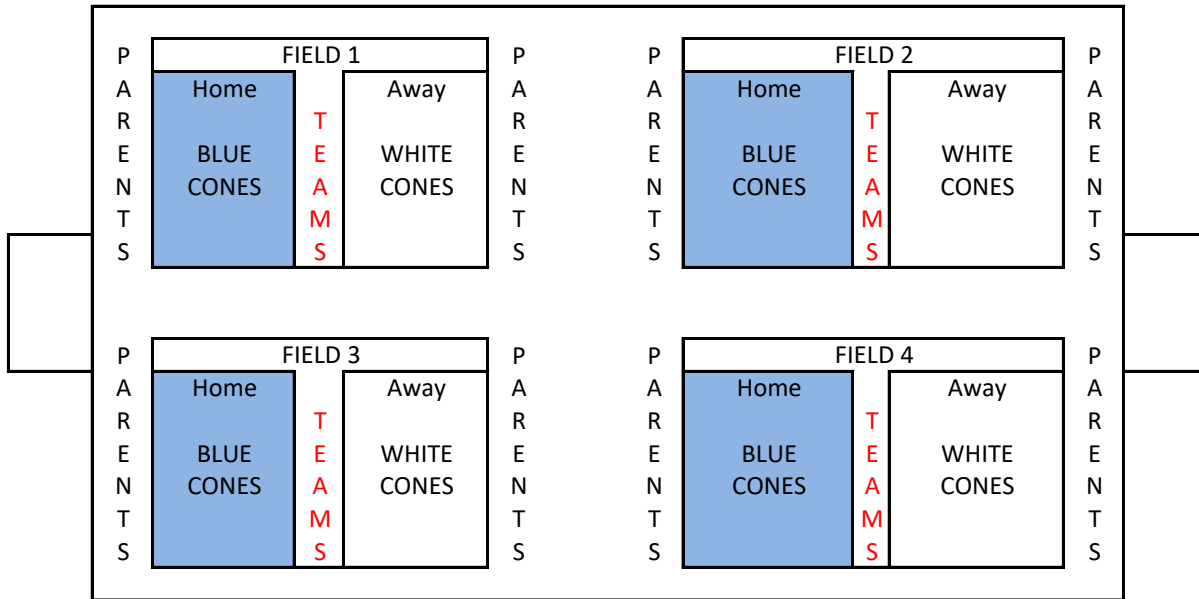 PARENTS
FIELD 1
Home
BLUE
CONES
TEAMS
Away
WHITE
CONES
PARENTS
PARENTS
FIELD 2
Home
BLUE
CONES
TEAMS
Away
WHITE
CONES
PARENTS
PARENTS
FIELD 3
Home
BLUE
CONES
TEAMS
Away
WHITE
CONES
PARENTS
PARENTS
FIELD 4
Home
BLUE
CONES
TEAMS
Away
WHITE
CONES
PARENTS